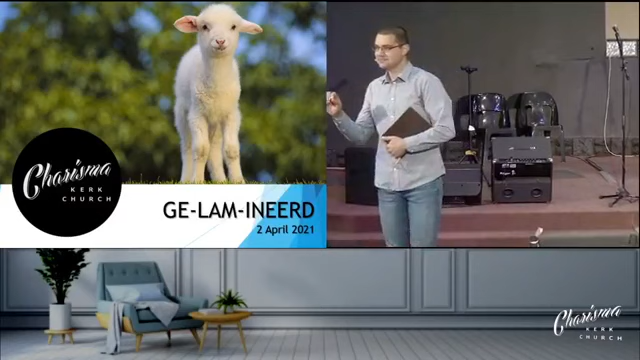 Charisma
KERK
CHURCH
GE-LAM-INEERD
2 April 2021
Charisma
KERK
CHURCH